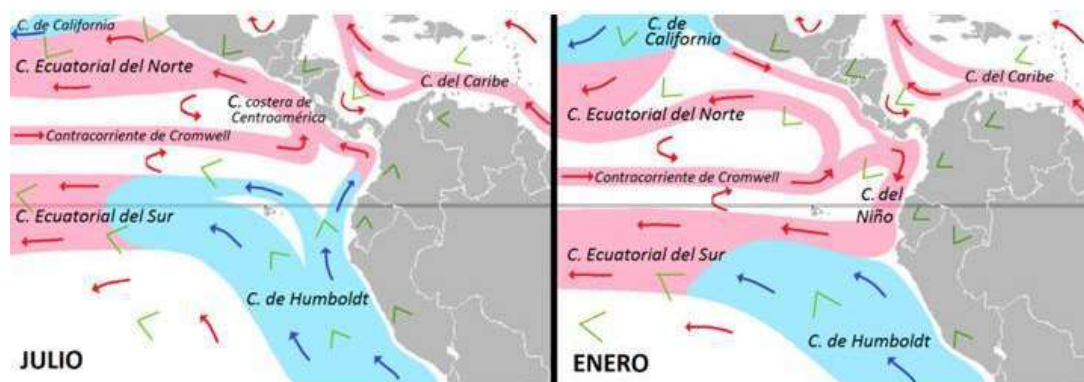 C. de California
C. Ecuatorial del Norte
C. del Caribe
C. costera de
Centroamérica
Contracorriente de Cromwell
C. Ecuatorial del Sur
C. de Humboldt
JULIO
C. de
California
C. del Caribe
C. Ecuatorial del Norte
Contracorriente de Cromwell
C. del
Niño
C. Ecuatorial del Sur
C. de Humboldt
ENERO